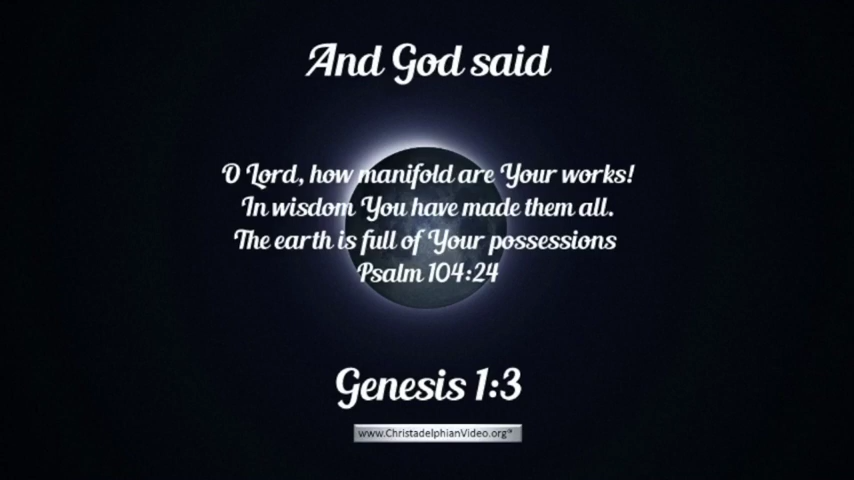 And God said
O Lord, how manifold are Your works!
In wisdom You have made them all.
The earth is full of Your possessions
Psalm 104:24
Genesis 1:3
www.ChristadelphianVideo.org™